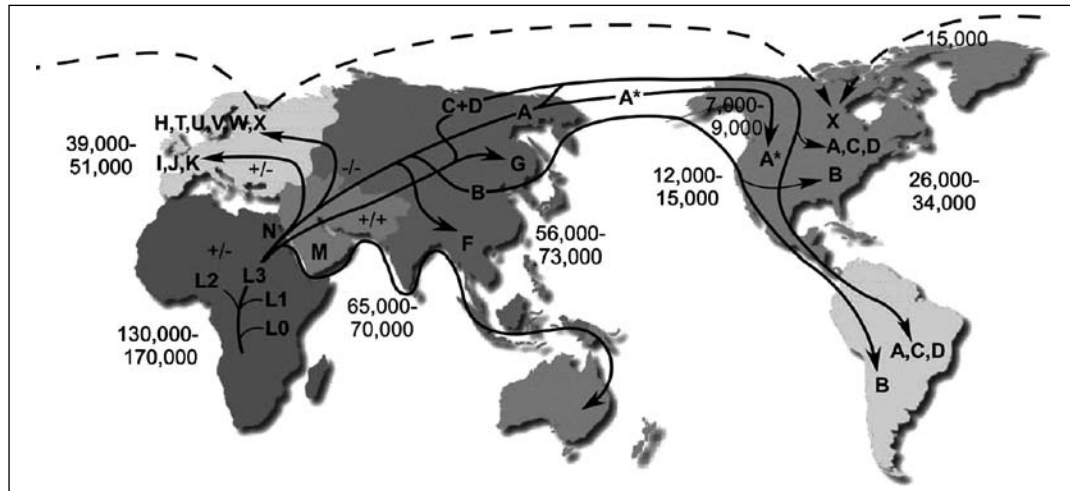 15,000
H,T,U,V,W,X
C+D
A
A*
7,000-
9,000
X
39,000-
51,000
I,J,K
+/-
-/-
G
A*
A,C,D
B
B
12,000-
15,000
26,000-
34,000
N
+/+
M
F
56,000-
73,000
+/-
L2
L3
L1
L0
65,000-
70,000
130,000-
170,000
A,C,D
B